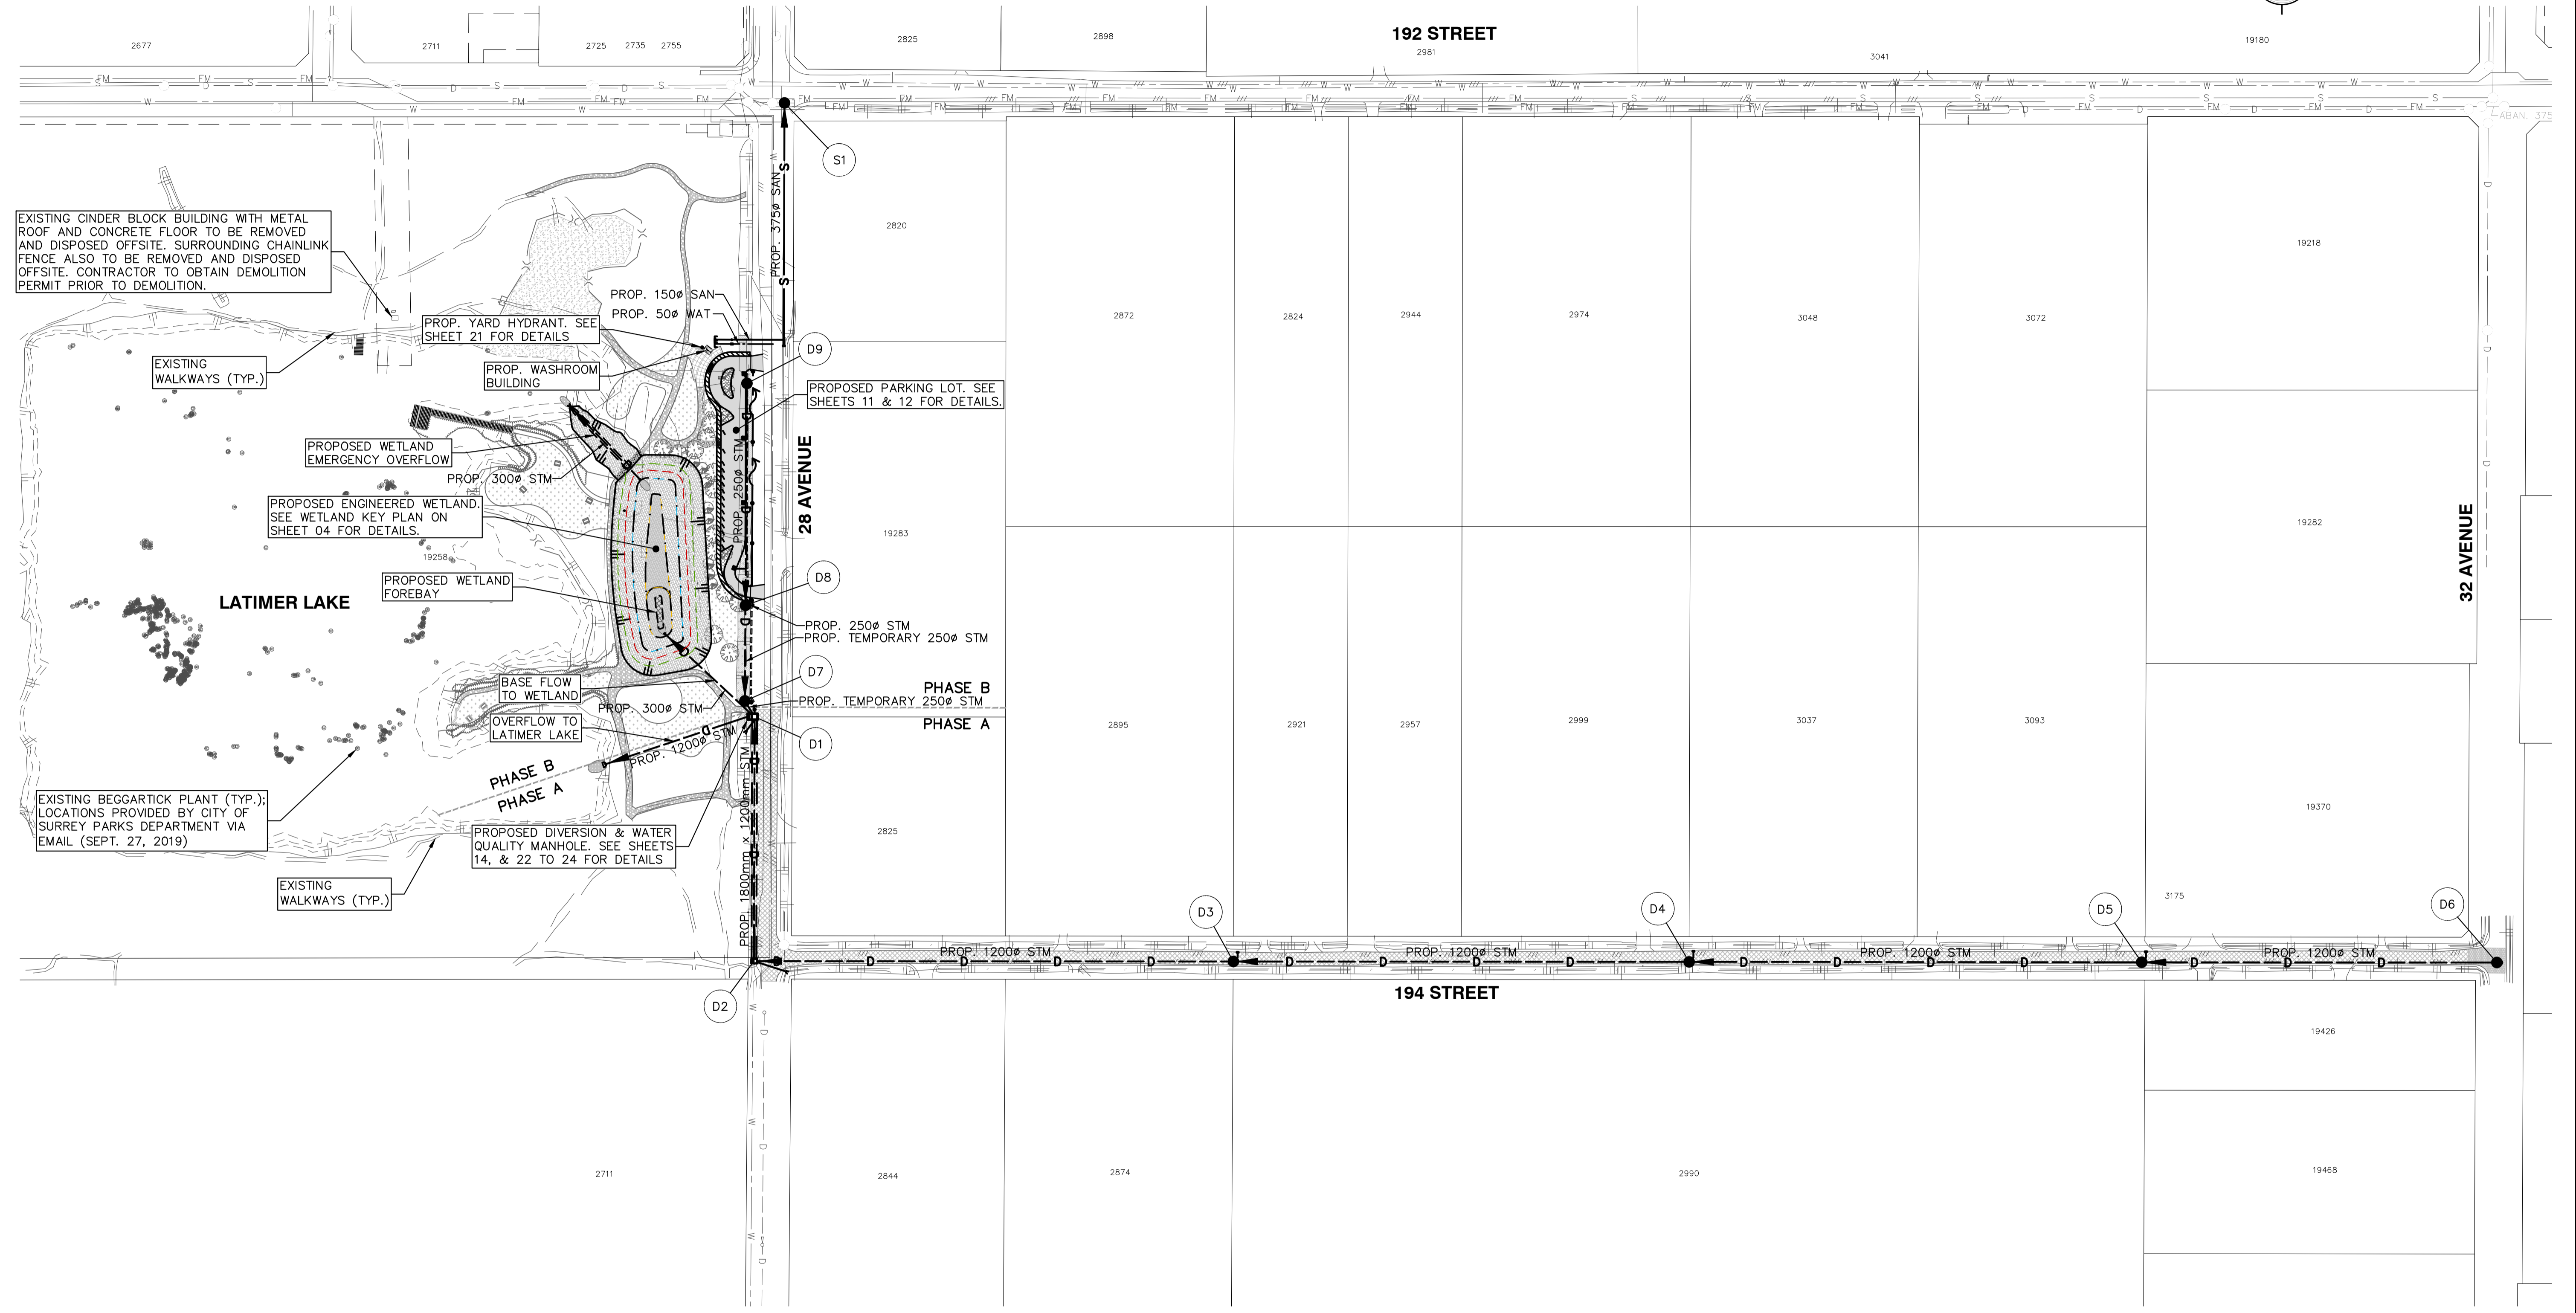 192 STREET
2677
2711
2725 2735 2755
2825
2898
2981
3041
19180
ABAN. 375
S1
PROP. 375ø SAN
EXISTING CINDER BLOCK BUILDING WITH METAL
ROOF AND CONCRETE FLOOR TO BE REMOVED
AND DISPOSED OFFSITE. SURROUNDING CHAINLINK
FENCE ALSO TO BE REMOVED AND DISPOSED
OFFSITE. CONTRACTOR TO OBTAIN DEMOLITION
PERMIT PRIOR TO DEMOLITION.
2820
19218
PROP. 150ø SAN
PROP. 50ø WAT
PROP. YARD HYDRANT. SEE
SHEET 21 FOR DETAILS
2872
2824
2944
2974
3048
3072
EXISTING
WALKWAYS (TYP.)
PROP. WASHROOM
BUILDING
D9
PROPOSED PARKING LOT. SEE
SHEETS 11 & 12 FOR DETAILS.
PROPOSED WETLAND
EMERGENCY OVERFLOW
PROP. 300ø STM
PROP. 250ø STM
28 AVENUE
PROPOSED ENGINEERED WETLAND.
SEE WETLAND KEY PLAN ON
SHEET 04 FOR DETAILS.
19258
19283
19282
32 AVENUE
PROPOSED WETLAND
FOREBAY
D8
LATIMER LAKE
PROP. 250ø STM
PROP. TEMPORARY 250ø STM
D7
BASE FLOW
TO WETLAND
PHASE B
PROP. TEMPORARY 250ø STM
PROP. 300ø STM
PHASE A
OVERFLOW TO
LATIMER LAKE
PROP. 1200ø STM
D1
2895
2921
2957
2999
3037
3093
PHASE B
PHASE A
EXISTING BEGGARTICK PLANT (TYP.);
LOCATIONS PROVIDED BY CITY OF
SURREY PARKS DEPARTMENT VIA
EMAIL (SEPT. 27, 2019)
PROPOSED DIVERSION & WATER
QUALITY MANHOLE. SEE SHEETS
14, & 22 TO 24 FOR DETAILS
PROP. 1800mm x 1200mm STM
2825
19370
EXISTING
WALKWAYS (TYP.)
3175
D3
D4
D5
D6
PROP. 1200ø STM
PROP. 1200ø STM
PROP. 1200ø STM
PROP. 1200ø STM
D2
194 STREET
19426
2711
2844
2874
2990
19468